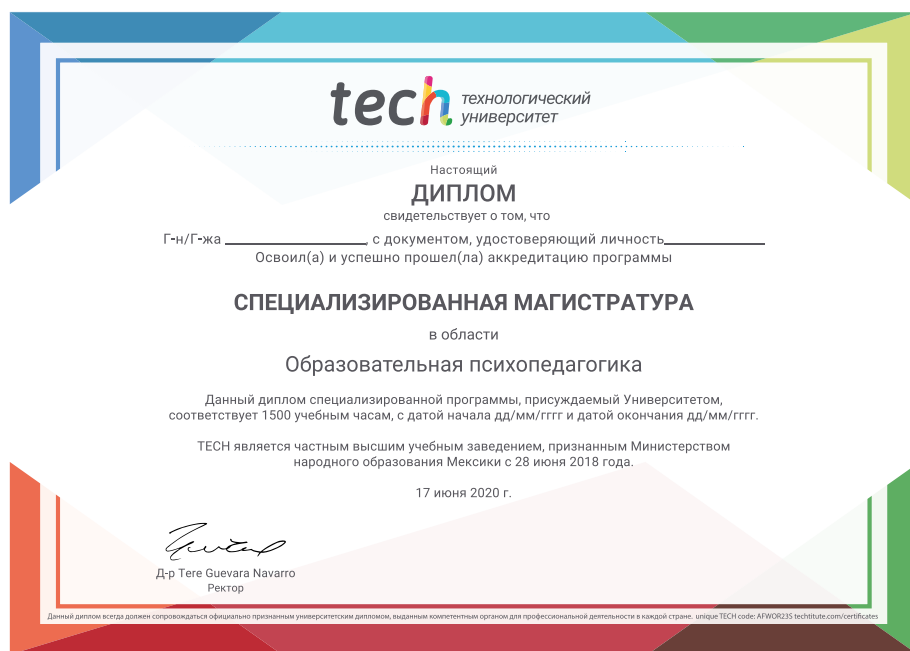 tech технологический
университет
Настоящий
ДИПЛОМ
свидетельствует о том, что
Г-н/Г-жа ____________________, с документом, удостоверяющий личность______________
Освоил(а) и успешно прошел(ла) аккредитацию программы
СПЕЦИАЛИЗИРОВАННАЯ МАГИСТРАТУРА
в области
Образовательная психопедагогика
Данный диплом специализированной программы, присуждаемый Университетом,
соответствует 1500 учебным часам, с датой начала дд/мм/гггг и датой окончания дд/мм/гггг.
TECH является частным высшим учебным заведением, признанным Министерством
народного образования Мексики с 28 июня 2018 года.
17 июня 2020 г.
Д-р Tere Guevara Navarro
Ректор
Данный диплом всегда должен сопровождаться официально признанным университетским дипломом, выданным компетентным органом для профессиональной деятельности в каждой стране. unique TECH code: AFWOR23S techtitute.com/certificates